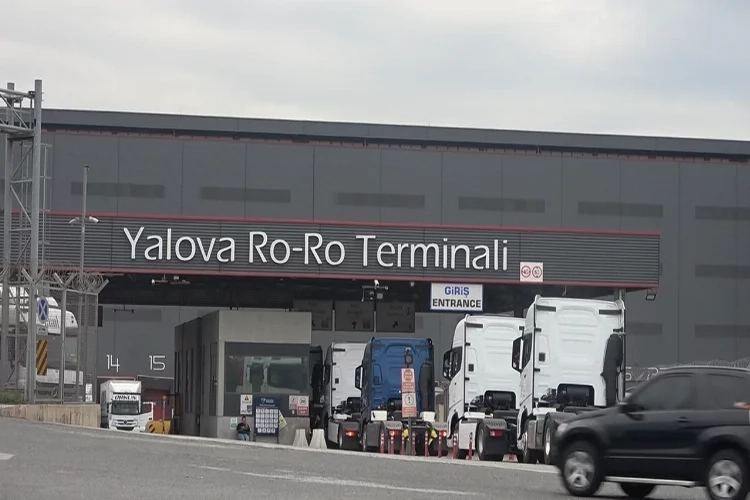 Yalova Ro-Ro Terminali
GİRİŞ
ENTRANCE
14
15